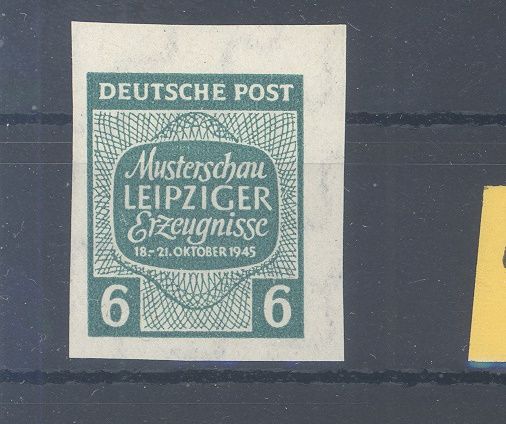 DEUTSCHE POST
Musterschau
LEIPZIGER
Erzeugnisse
18.-21. OKTOBER 1945
6 6